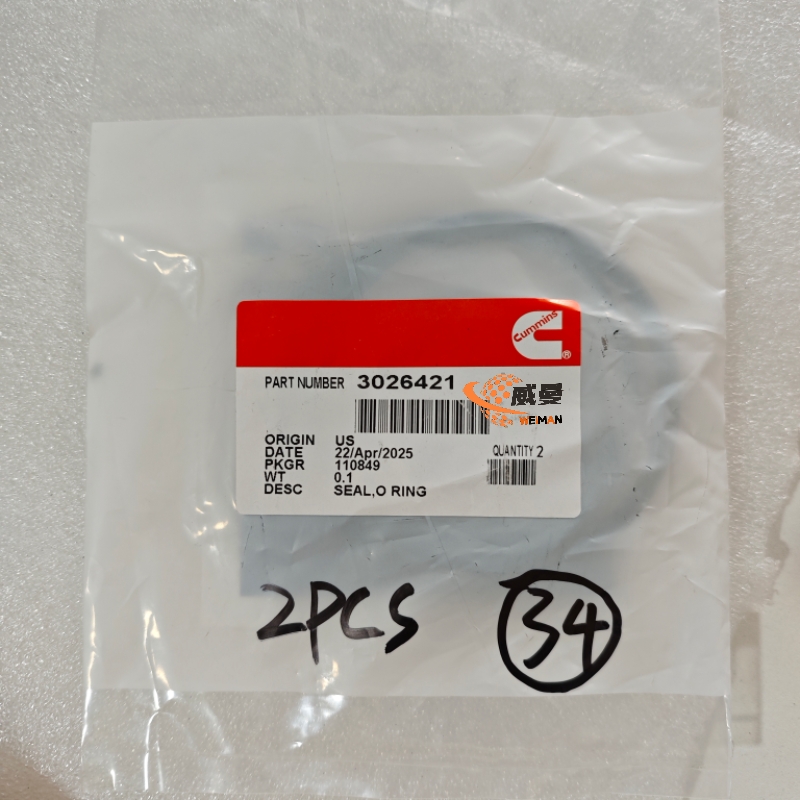 Cummins
®
PART NUMBER 3026421
威曼
WEMAN
ORIGIN US
DATE 22/Apr/2025
QUANTITY 2
PKGR 110849
WT 0.1
DESC SEAL,O RING
2PCS
34